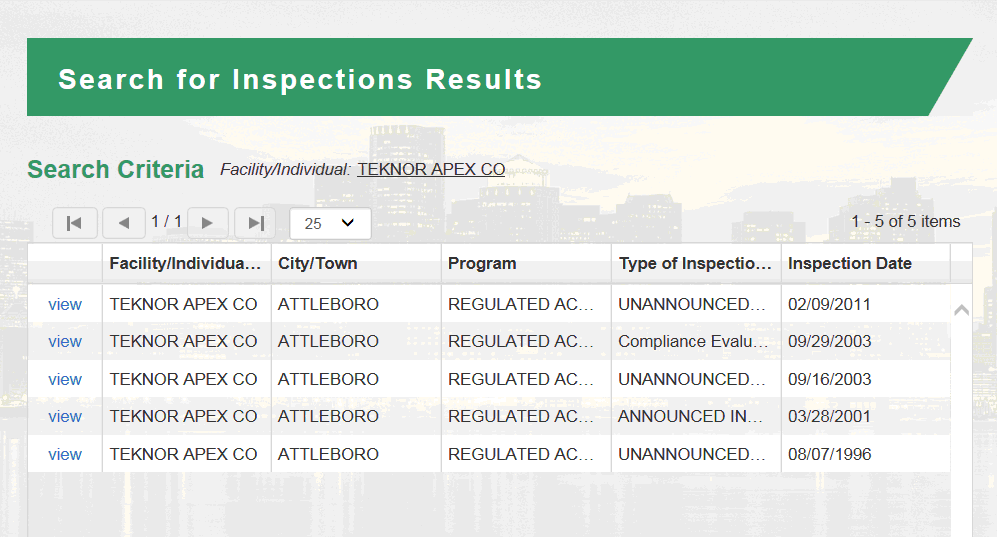 Search for Inspections Results
Search Criteria Facility/Individual: TEKNOR APEX CO
1 / 1 25 1 - 5 of 5 items
Facility/Individua... City/Town Program Type of Inspectio... Inspection Date
view TEKNOR APEX CO ATTLEBORO REGULATED AC... UNANNOUNCED... 02/09/2011
view TEKNOR APEX CO ATTLEBORO REGULATED AC... Compliance Evalu... 09/29/2003
view TEKNOR APEX CO ATTLEBORO REGULATED AC... UNANNOUNCED... 09/16/2003
view TEKNOR APEX CO ATTLEBORO REGULATED AC... ANNOUNCED IN... 03/28/2001
view TEKNOR APEX CO ATTLEBORO REGULATED AC... UNANNOUNCED... 08/07/1996